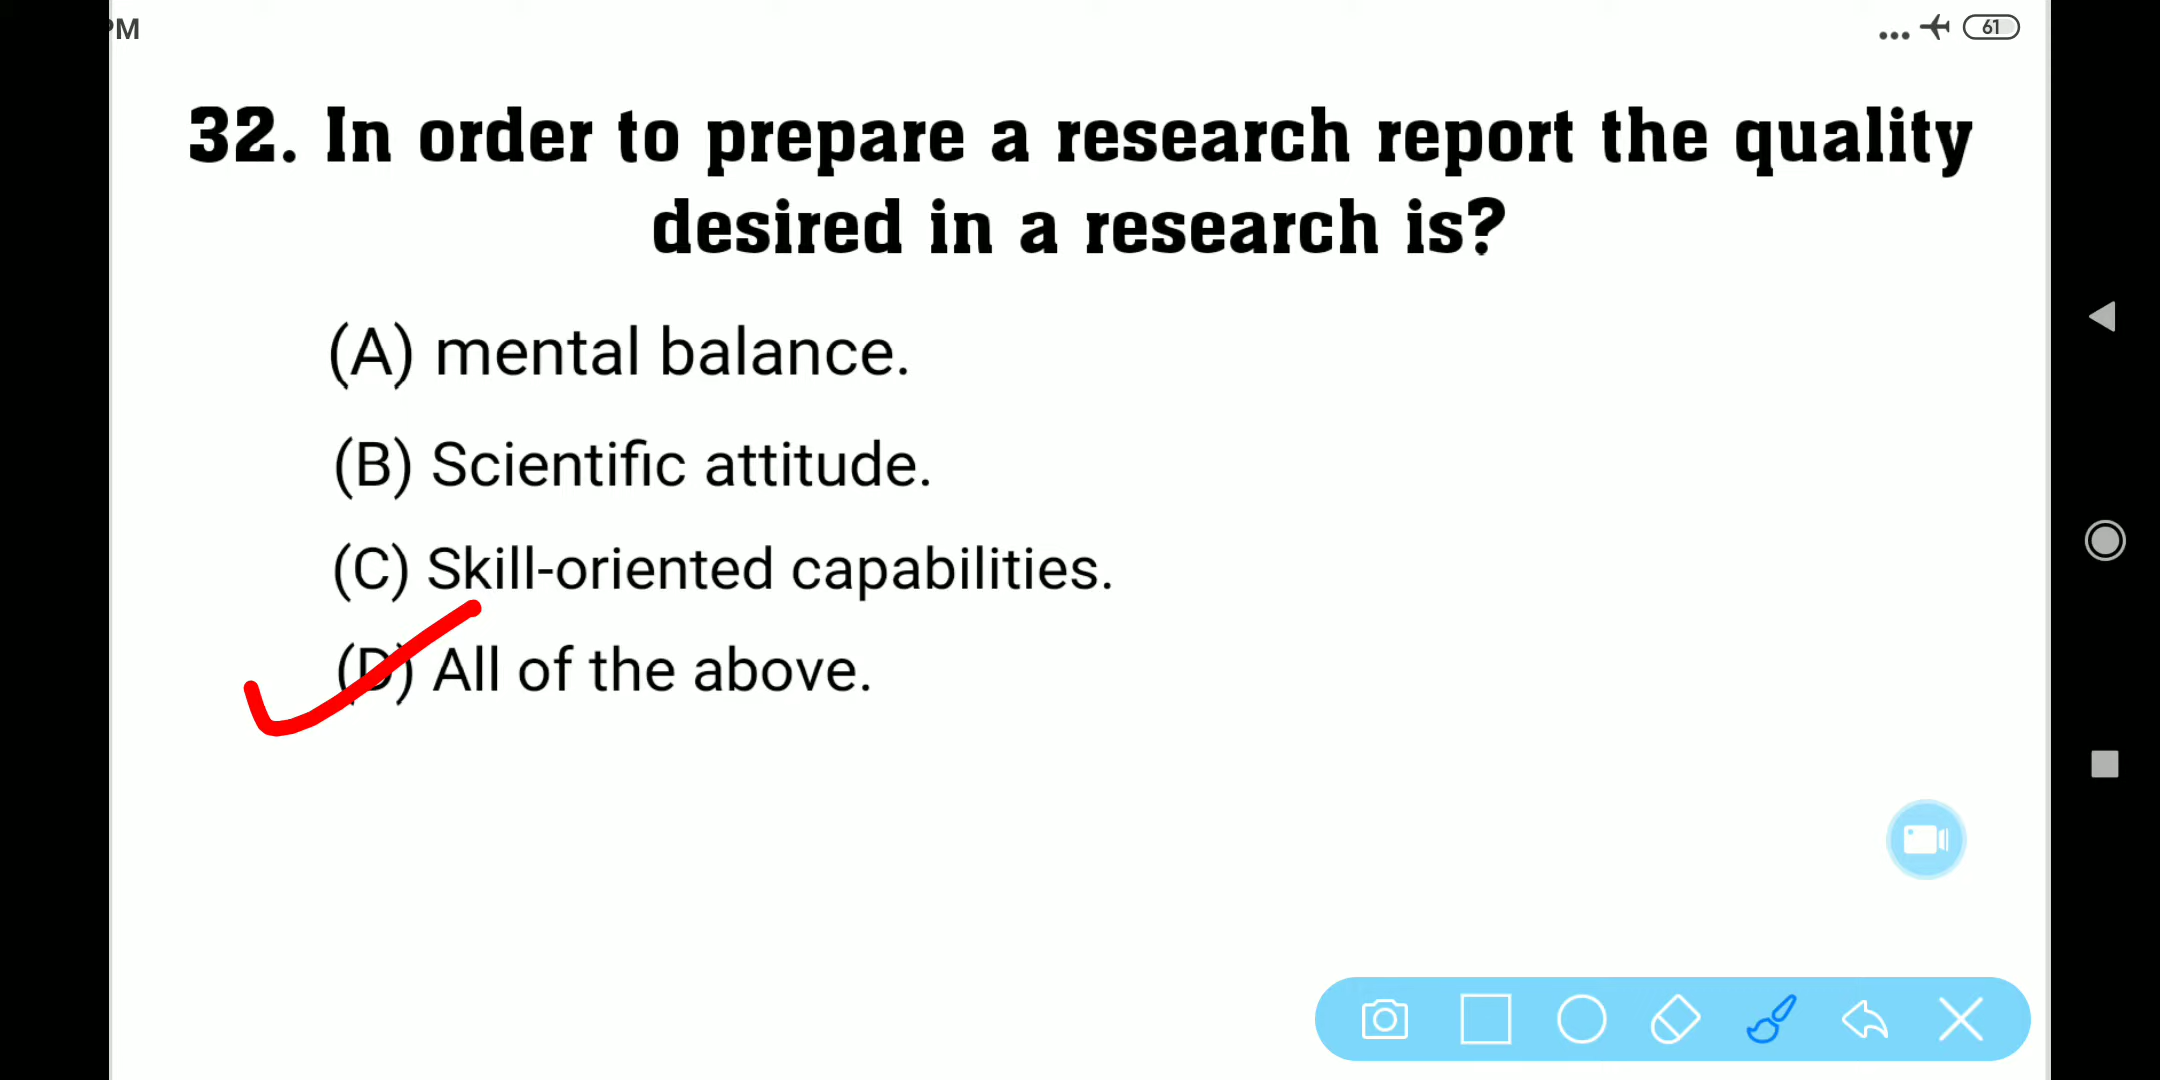 PM
61
32. In order to prepare a research report the quality
desired in a research is?
(A) mental balance.
(B) Scientific attitude.
(C) Skill-oriented capabilities.
(D) All of the above.